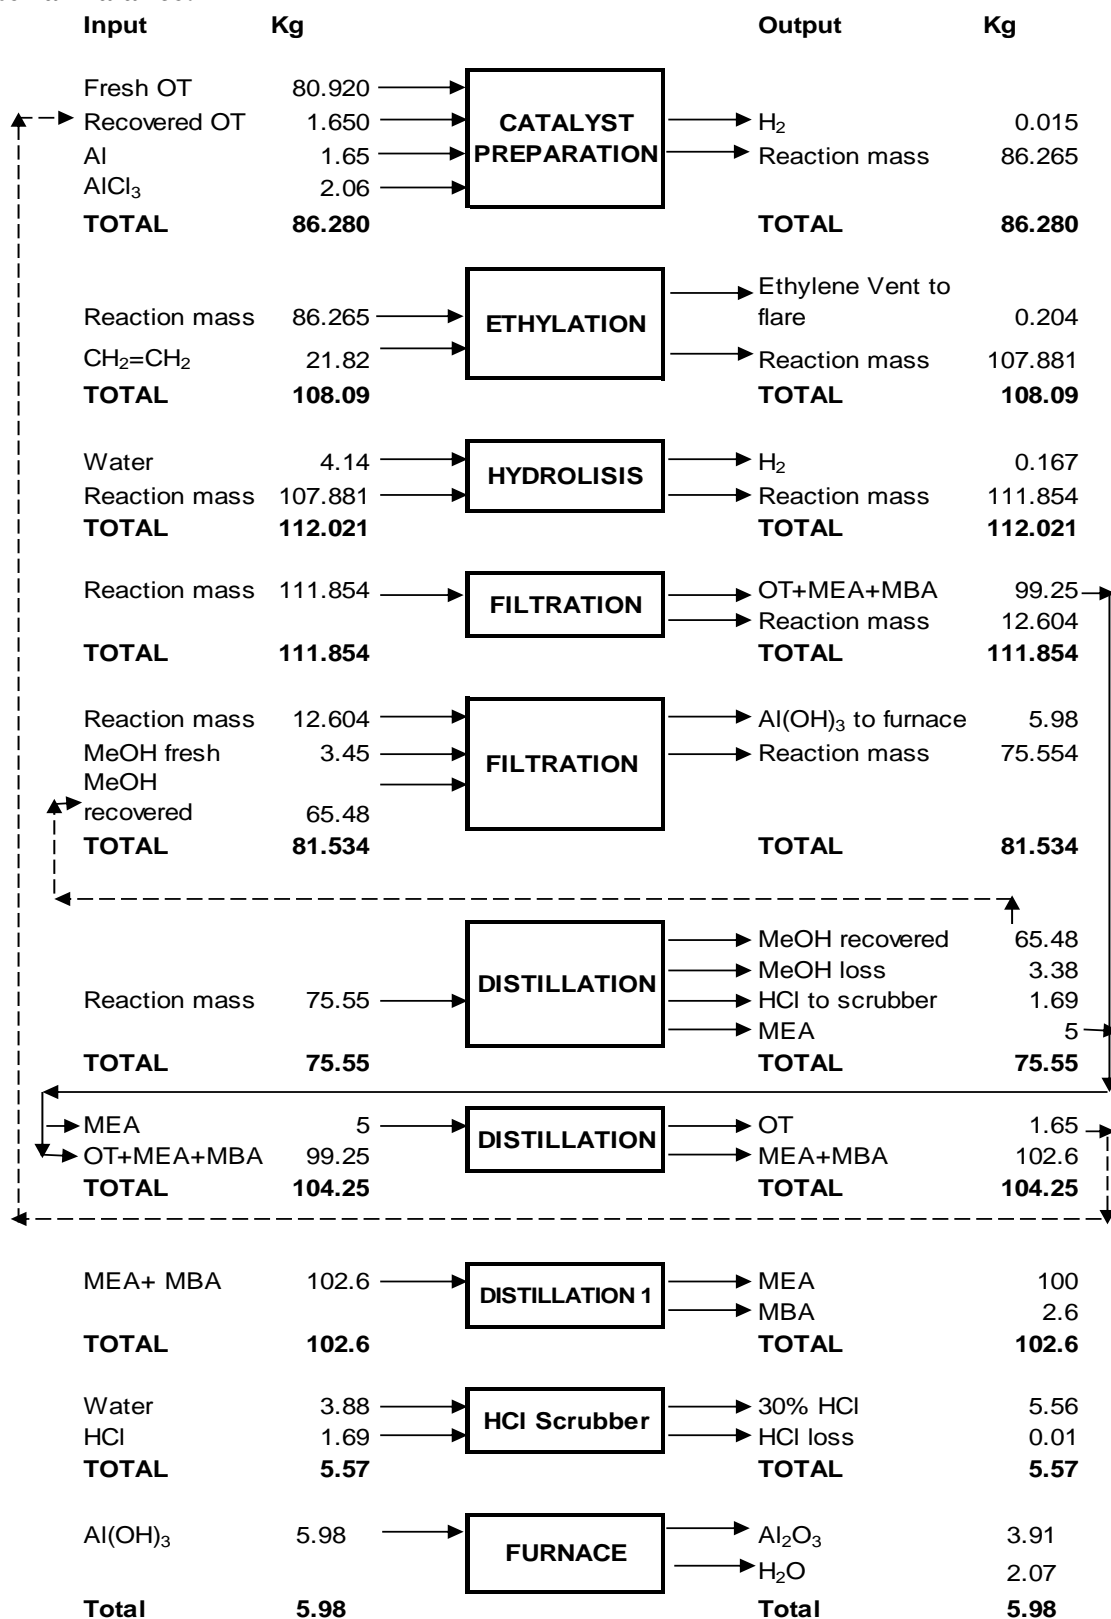 Input Kg Output Kg
Fresh OT 80.920
Recovered OT 1.650 CATALYST H₂ 0.015
Al 1.65 PREPARATION Reaction mass 86.265
AlCl₃ 2.06
TOTAL 86.280 TOTAL 86.280
Ethylene Vent to
Reaction mass 86.265 ETHYLATION flare 0.204
CH₂=CH₂ 21.82 Reaction mass 107.881
TOTAL 108.09 TOTAL 108.09
Water 4.14 HYDROLISIS H₂ 0.167
Reaction mass 107.881 Reaction mass 111.854
TOTAL 112.021 TOTAL 112.021
Reaction mass 111.854 FILTRATION OT+MEA+MBA 99.25
Reaction mass 12.604
TOTAL 111.854 TOTAL 111.854
Reaction mass 12.604 Al(OH)₃ to furnace 5.98
MeOH fresh 3.45 FILTRATION Reaction mass 75.554
MeOH
recovered 65.48
TOTAL 81.534 TOTAL 81.534
MeOH recovered 65.48
DISTILLATION MeOH loss 3.38
Reaction mass 75.55 HCl to scrubber 1.69
MEA 5
TOTAL 75.55 TOTAL 75.55
MEA 5 DISTILLATION OT 1.65
OT+MEA+MBA 99.25 MEA+MBA 102.6
TOTAL 104.25 TOTAL 104.25
MEA+ MBA 102.6 DISTILLATION 1 MEA 100
MBA 2.6
TOTAL 102.6 TOTAL 102.6
Water 3.88 HCl Scrubber 30% HCl 5.56
HCl 1.69 HCl loss 0.01
TOTAL 5.57 TOTAL 5.57
Al(OH)₃ 5.98 FURNACE Al₂O₃ 3.91
H₂O 2.07
Total 5.98 Total 5.98